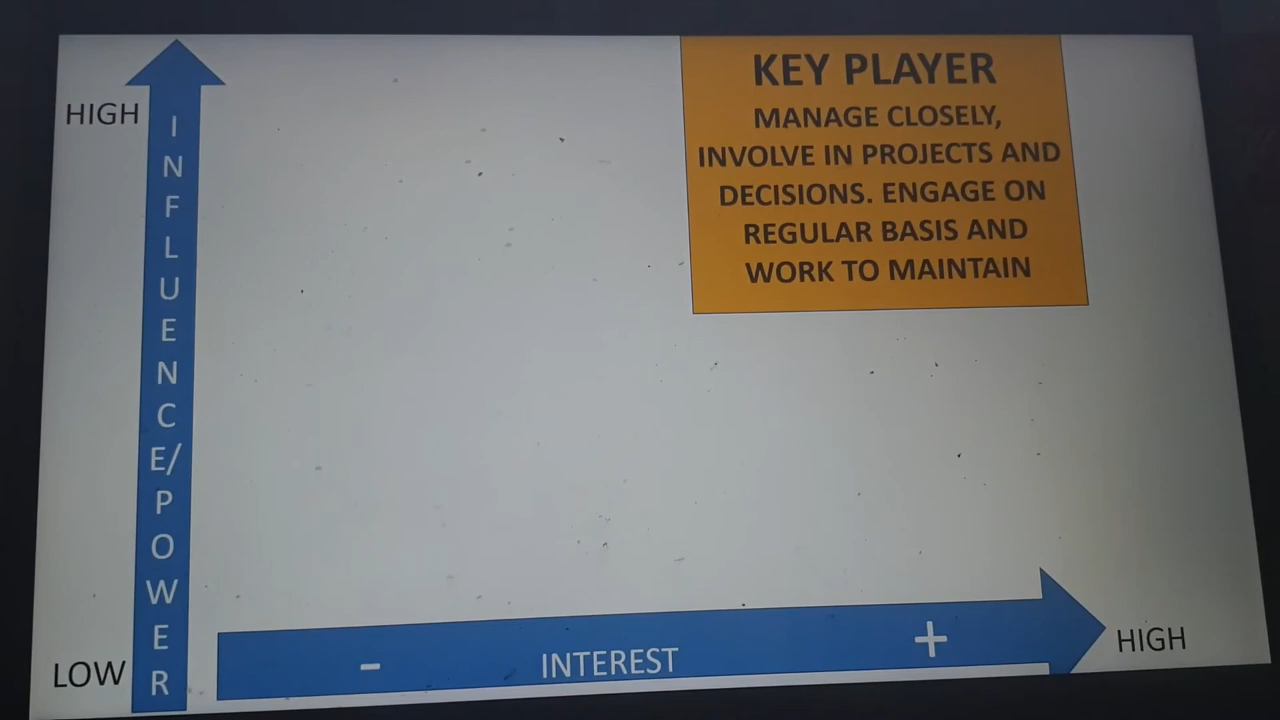 HIGH
INFLUENCE/POWER
LOW
KEY PLAYER
MANAGE CLOSELY,
INVOLVE IN PROJECTS AND
DECISIONS. ENGAGE ON
REGULAR BASIS AND
WORK TO MAINTAIN
- INTEREST +
HIGH